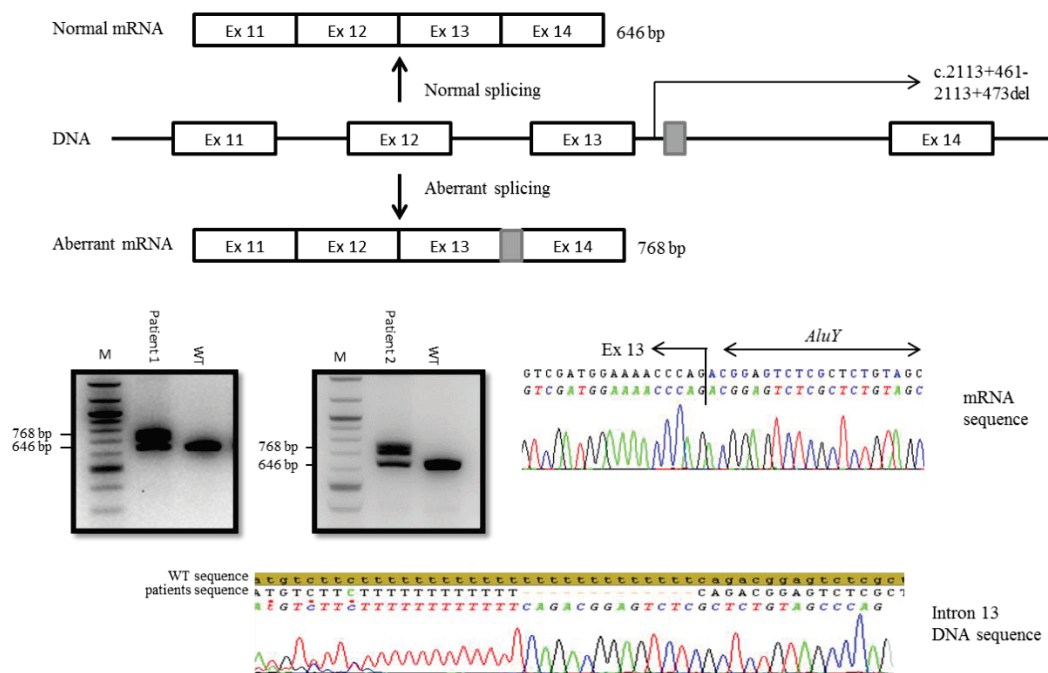 Normal mRNA
Ex 11 Ex 12 Ex 13 Ex 14
646 bp
Normal splicing
c.2113+461-
2113+473del
DNA
Ex 11 Ex 12 Ex 13 Ex 14
Aberrant splicing
Aberrant mRNA
Ex 11 Ex 12 Ex 13 Ex 14
768 bp
M Patient 1 WT
768 bp
646 bp
M Patient 2 WT
768 bp
646 bp
Ex 13
AluY
GTCGATGGAAAACCCAGACGGAGTCTCGCTCTGTAGC
GTCGATGGAAAACCCAGACGGAGTCTCGCTCTGTAGC
mRNA
sequence
WT sequence
patients sequence
ATGTCTTCTTTTTTTTTTTTT CAGACGGAGTCTCGCT
Intron 13
DNA sequence